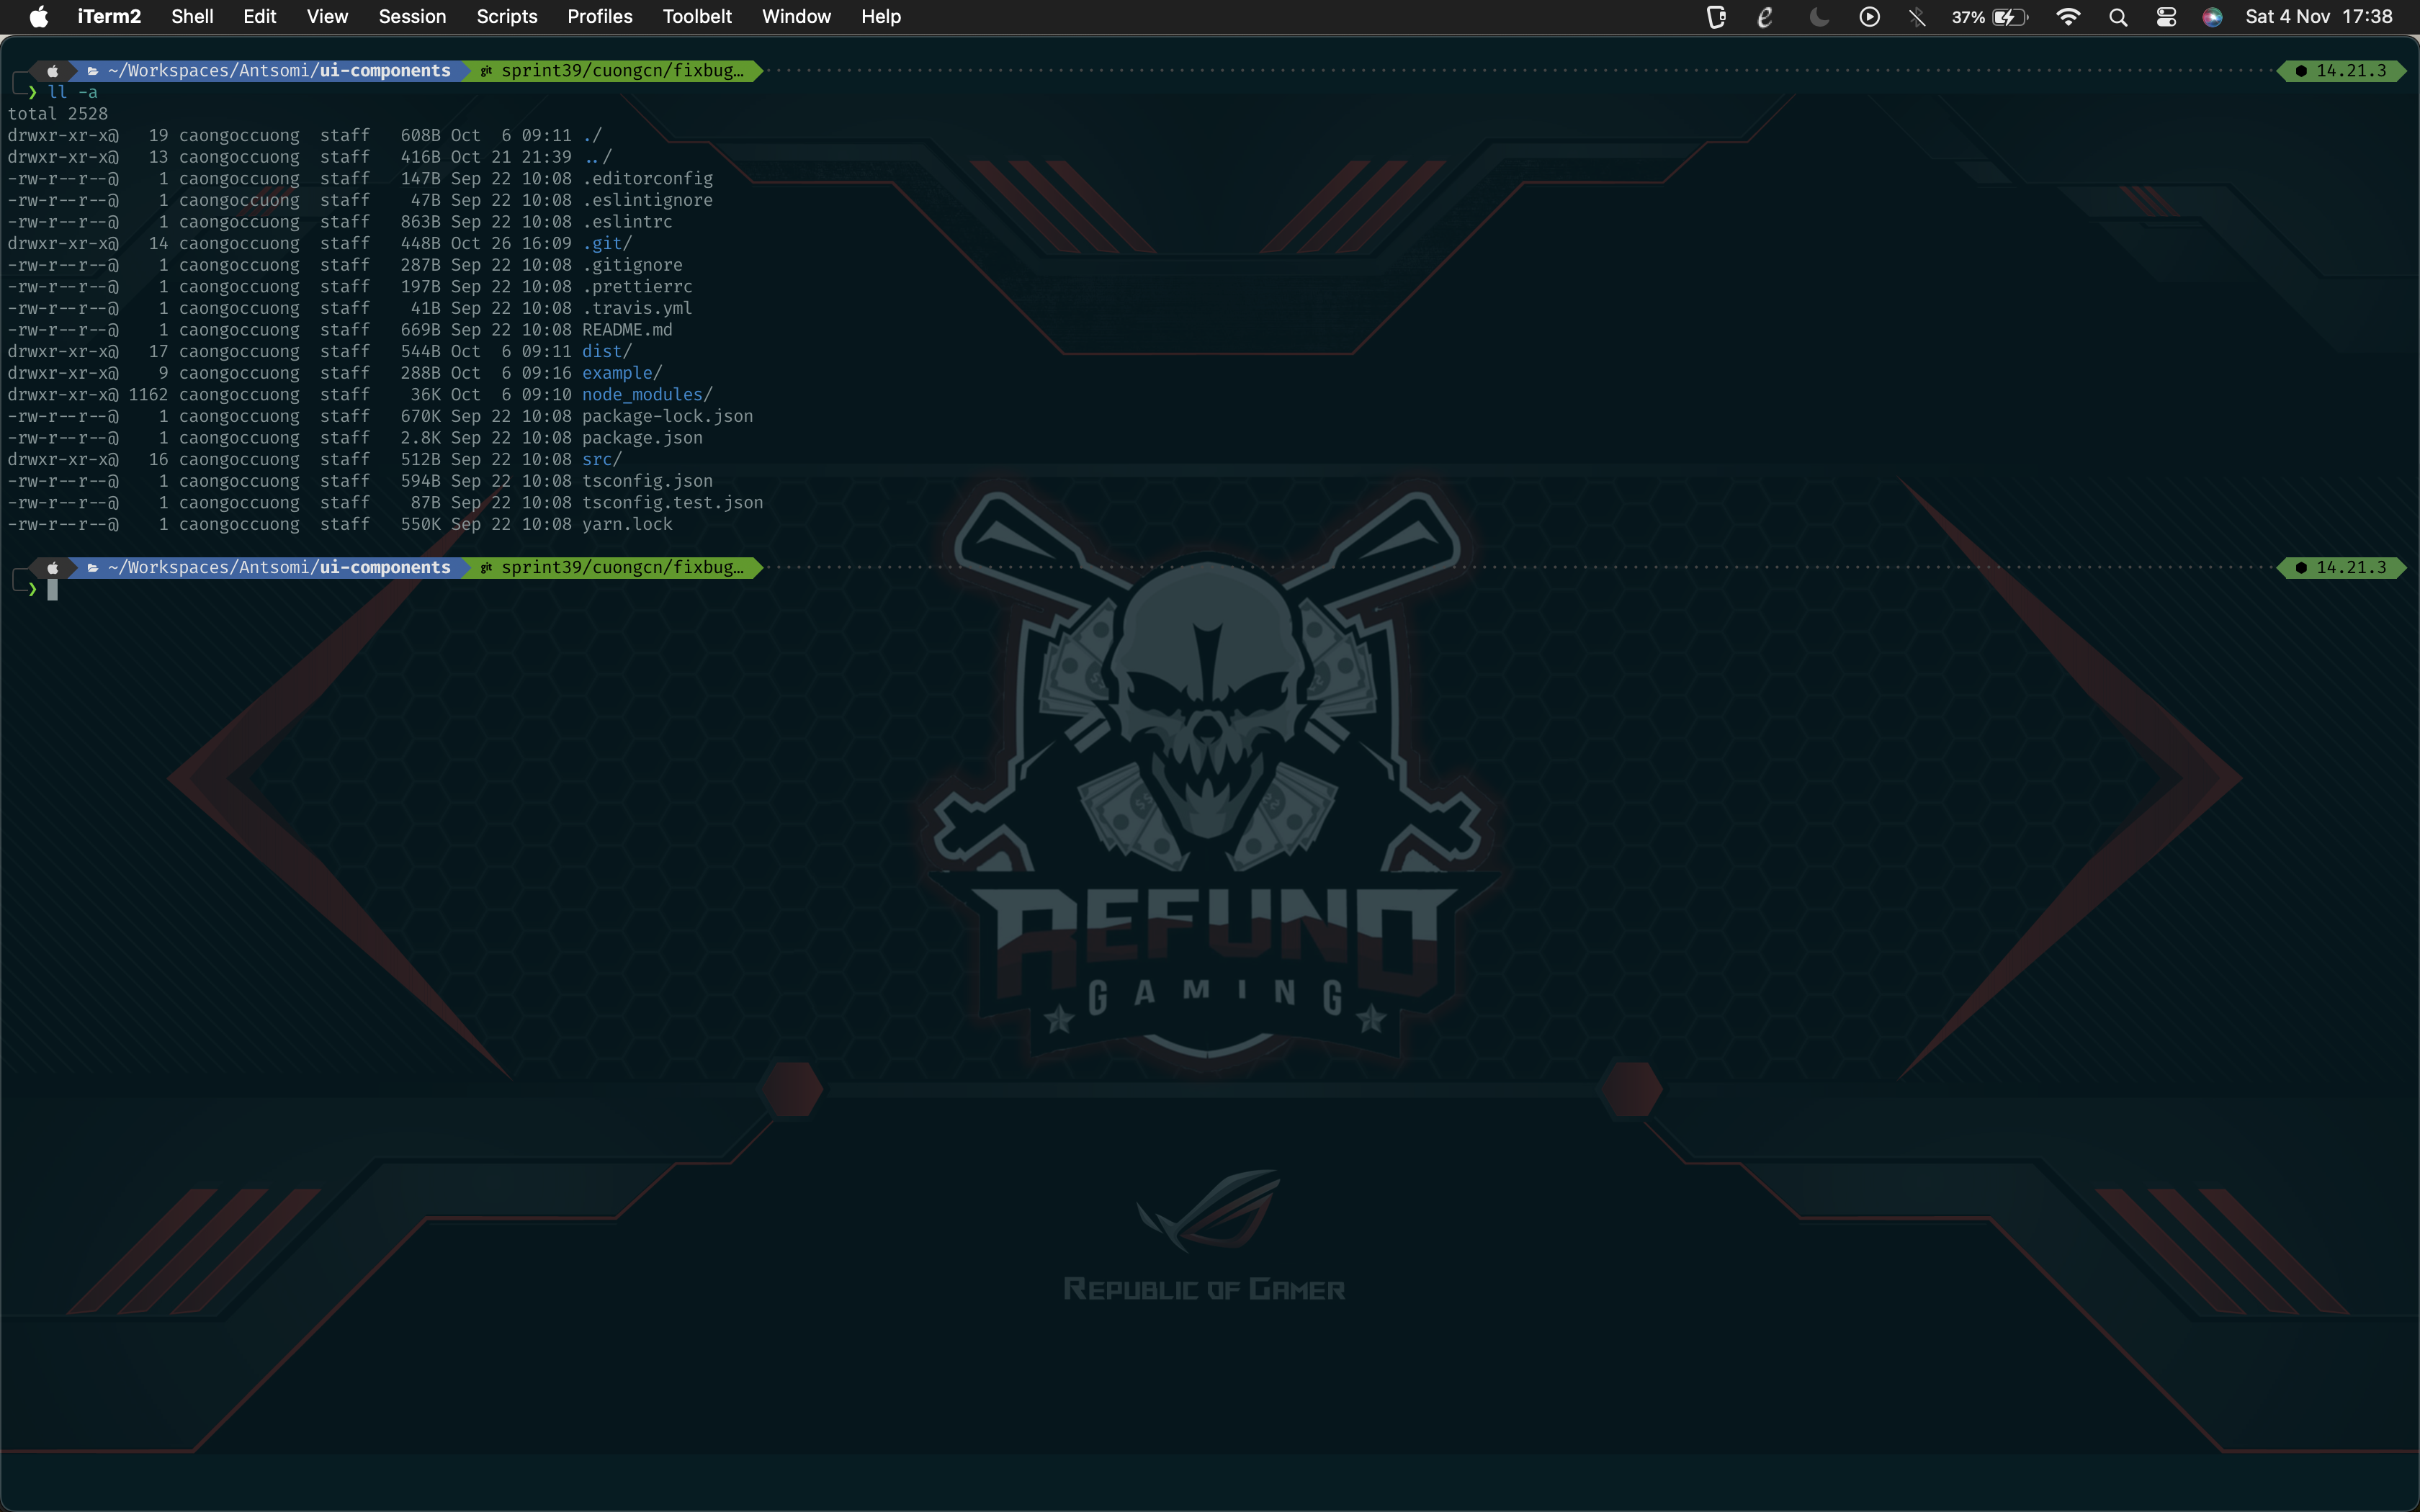 iTerm2 Shell Edit View Session Scripts Profiles Toolbelt Window Help 37% Sat 4 Nov 17:38
~/Workspaces/Antsomi/ui-components git sprint39/cuongcn/fixbug… 14.21.3
❯ ll -a
total 2528
drwxr-xr-x@ 19 caongoccuong staff 608B Oct 6 09:11 ./
drwxr-xr-x@ 13 caongoccuong staff 416B Oct 21 21:39 ../
-rw-r--r--@ 1 caongoccuong staff 147B Sep 22 10:08 .editorconfig
-rw-r--r--@ 1 caongoccuong staff 47B Sep 22 10:08 .eslintignore
-rw-r--r--@ 1 caongoccuong staff 863B Sep 22 10:08 .eslintrc
drwxr-xr-x@ 14 caongoccuong staff 448B Oct 26 16:09 .git/
-rw-r--r--@ 1 caongoccuong staff 287B Sep 22 10:08 .gitignore
-rw-r--r--@ 1 caongoccuong staff 197B Sep 22 10:08 .prettierrc
-rw-r--r--@ 1 caongoccuong staff 41B Sep 22 10:08 .travis.yml
-rw-r--r--@ 1 caongoccuong staff 669B Sep 22 10:08 README.md
drwxr-xr-x@ 17 caongoccuong staff 544B Oct 6 09:11 dist/
drwxr-xr-x@ 9 caongoccuong staff 288B Oct 6 09:16 example/
drwxr-xr-x@ 1162 caongoccuong staff 36K Oct 6 09:10 node_modules/
-rw-r--r--@ 1 caongoccuong staff 670K Sep 22 10:08 package-lock.json
-rw-r--r--@ 1 caongoccuong staff 2.8K Sep 22 10:08 package.json
drwxr-xr-x@ 16 caongoccuong staff 512B Sep 22 10:08 src/
-rw-r--r--@ 1 caongoccuong staff 594B Sep 22 10:08 tsconfig.json
-rw-r--r--@ 1 caongoccuong staff 87B Sep 22 10:08 tsconfig.test.json
-rw-r--r--@ 1 caongoccuong staff 550K Sep 22 10:08 yarn.lock
~/Workspaces/Antsomi/ui-components git sprint39/cuongcn/fixbug… 14.21.3
❯
REFUND
GAMING
REPUBLIC OF GAMER